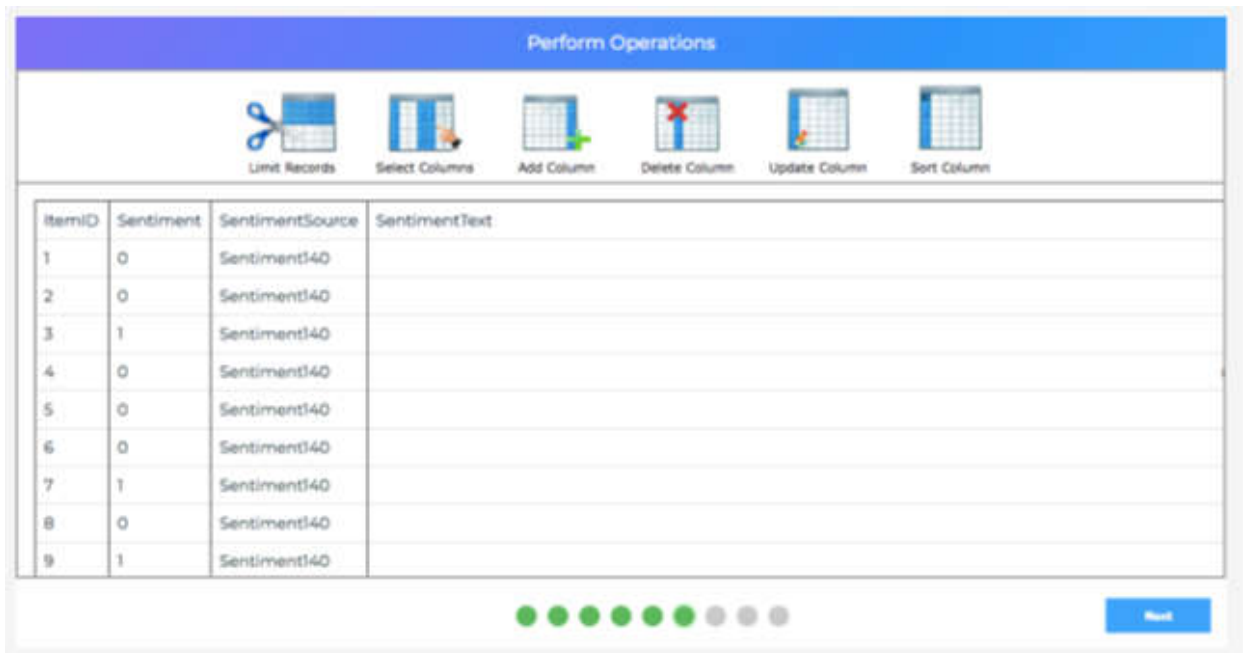 Perform Operations
Limit Records Select Columns Add Column Delete Column Update Column Sort Column
ItemID Sentiment SentimentSource SentimentText
1 0 Sentiment140
2 0 Sentiment140
3 1 Sentiment140
4 0 Sentiment140
5 0 Sentiment140
6 0 Sentiment140
7 1 Sentiment140
8 0 Sentiment140
9 1 Sentiment140
Next